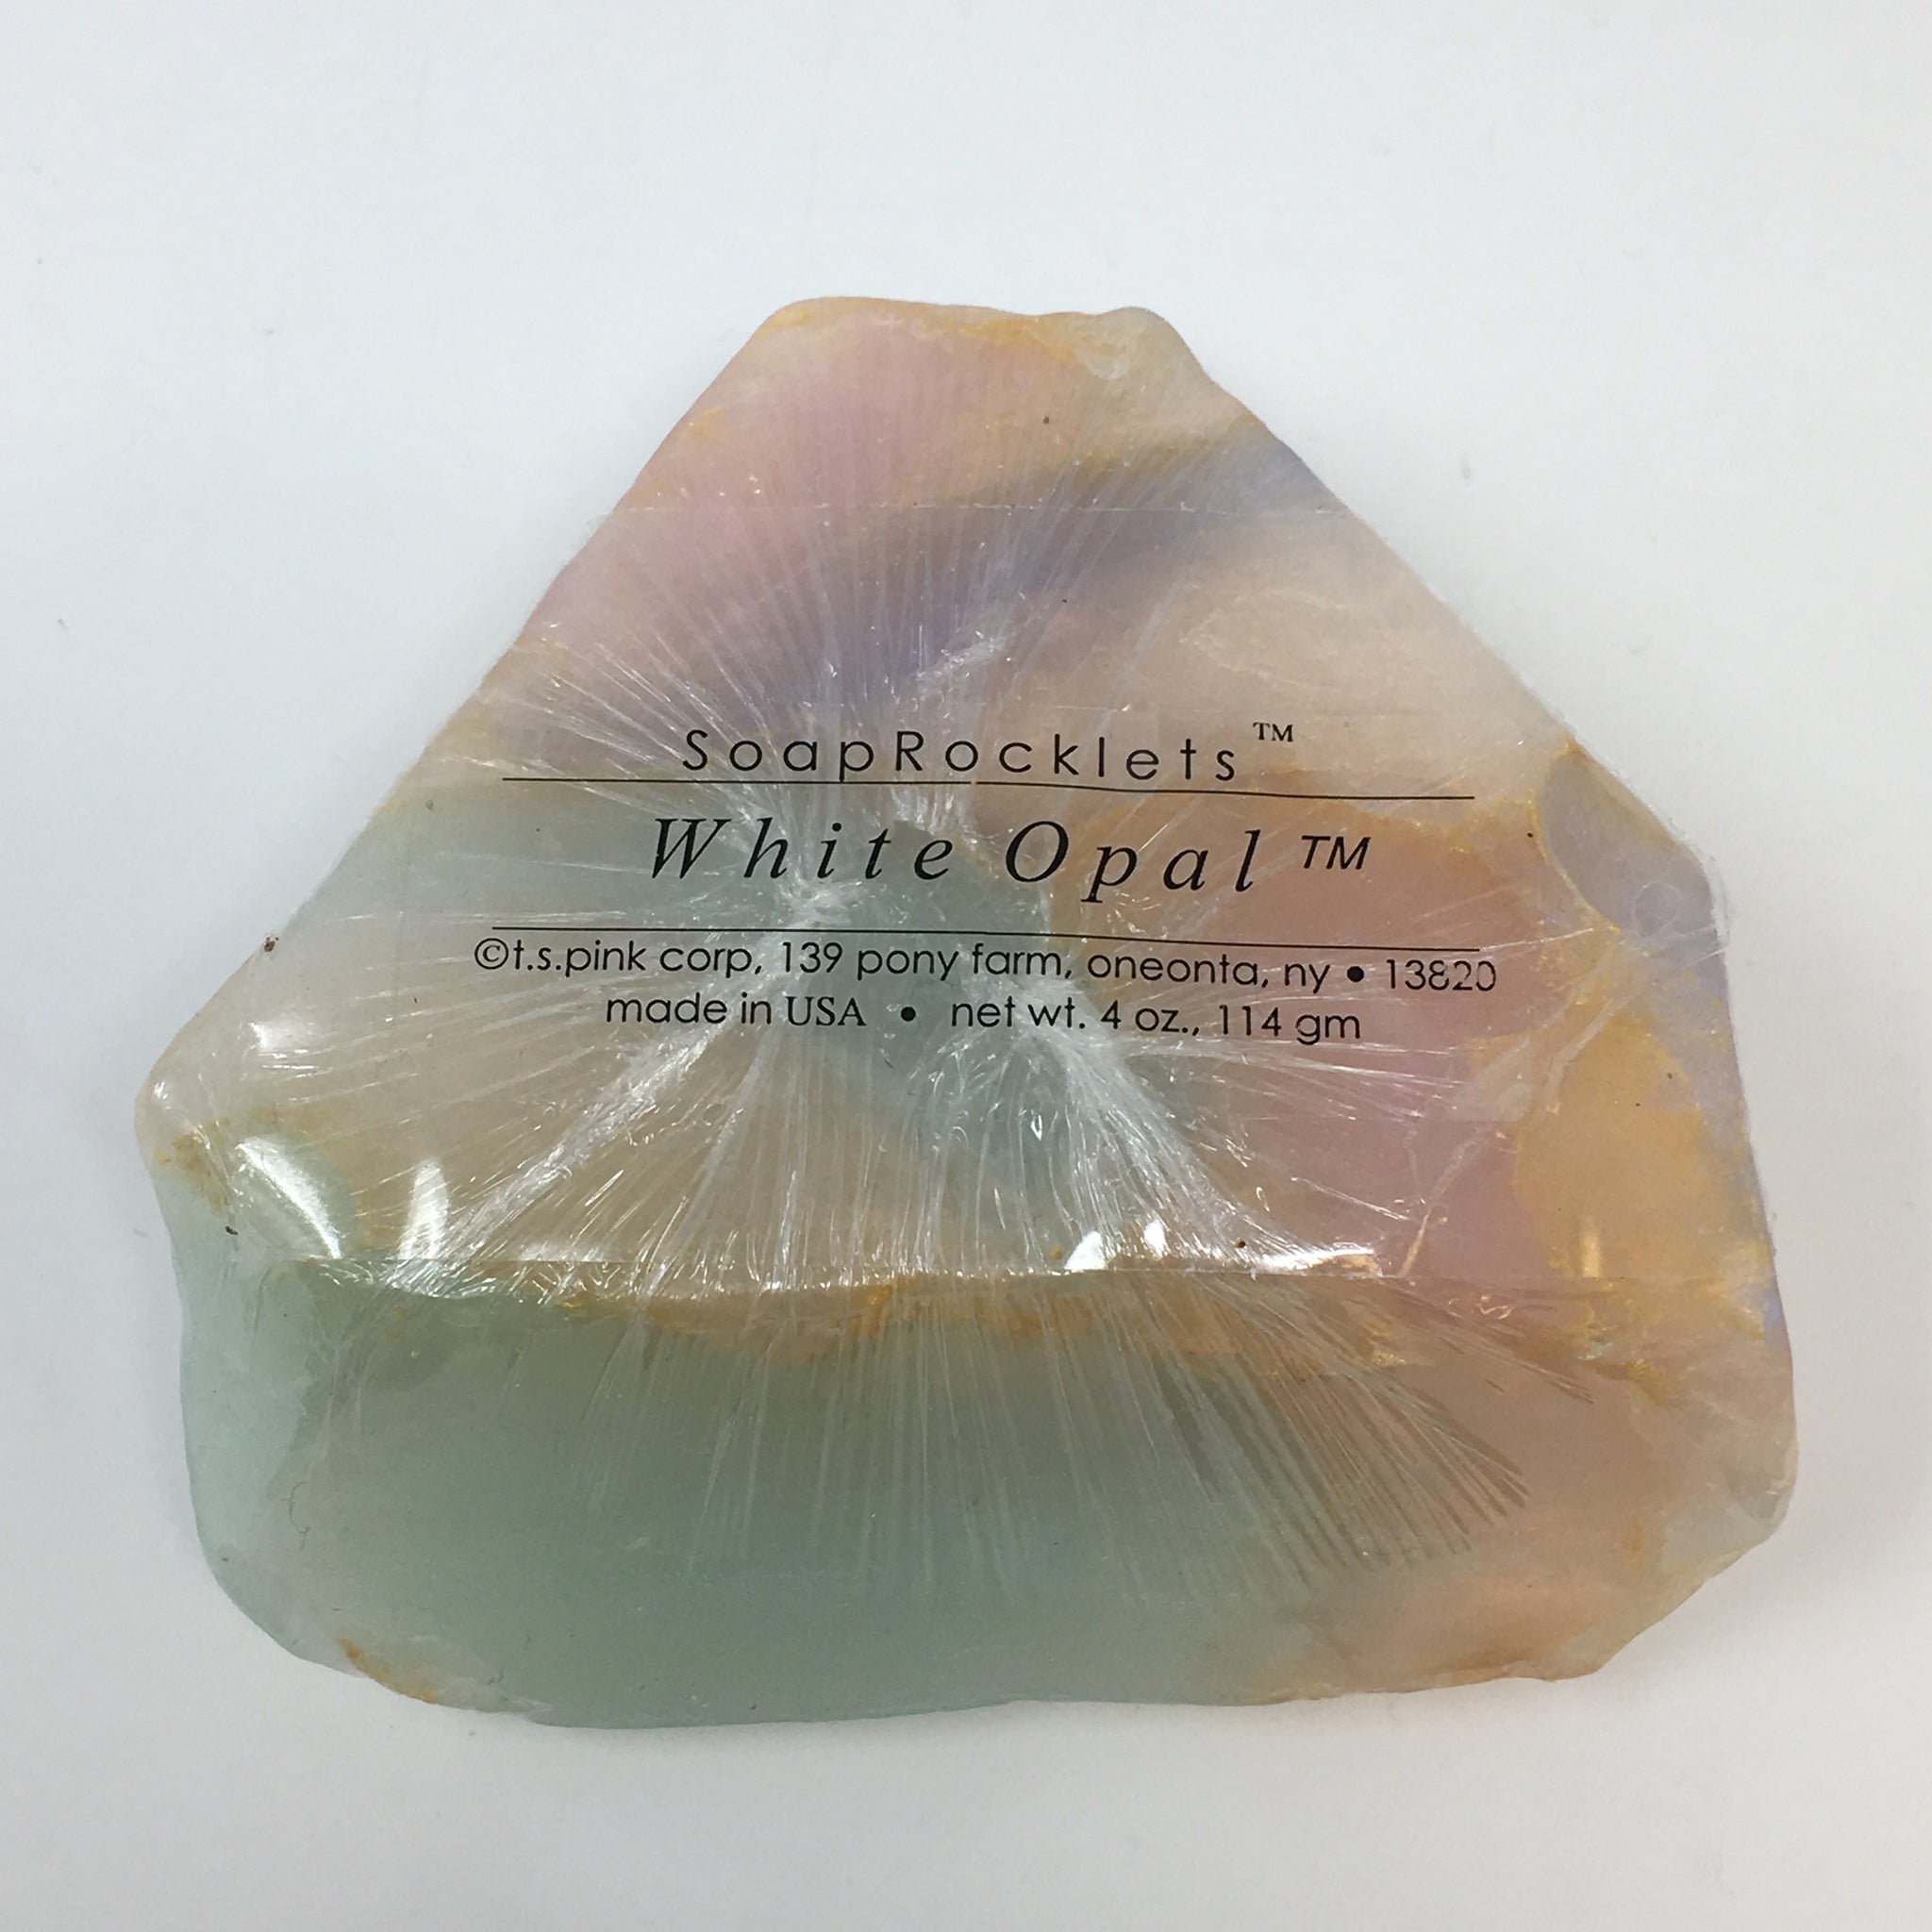 SoapRocklets™
White Opal™
©t.s.pink corp, 139 pony farm, oneonta, ny • 13820
made in USA • net wt. 4 oz., 114 gm